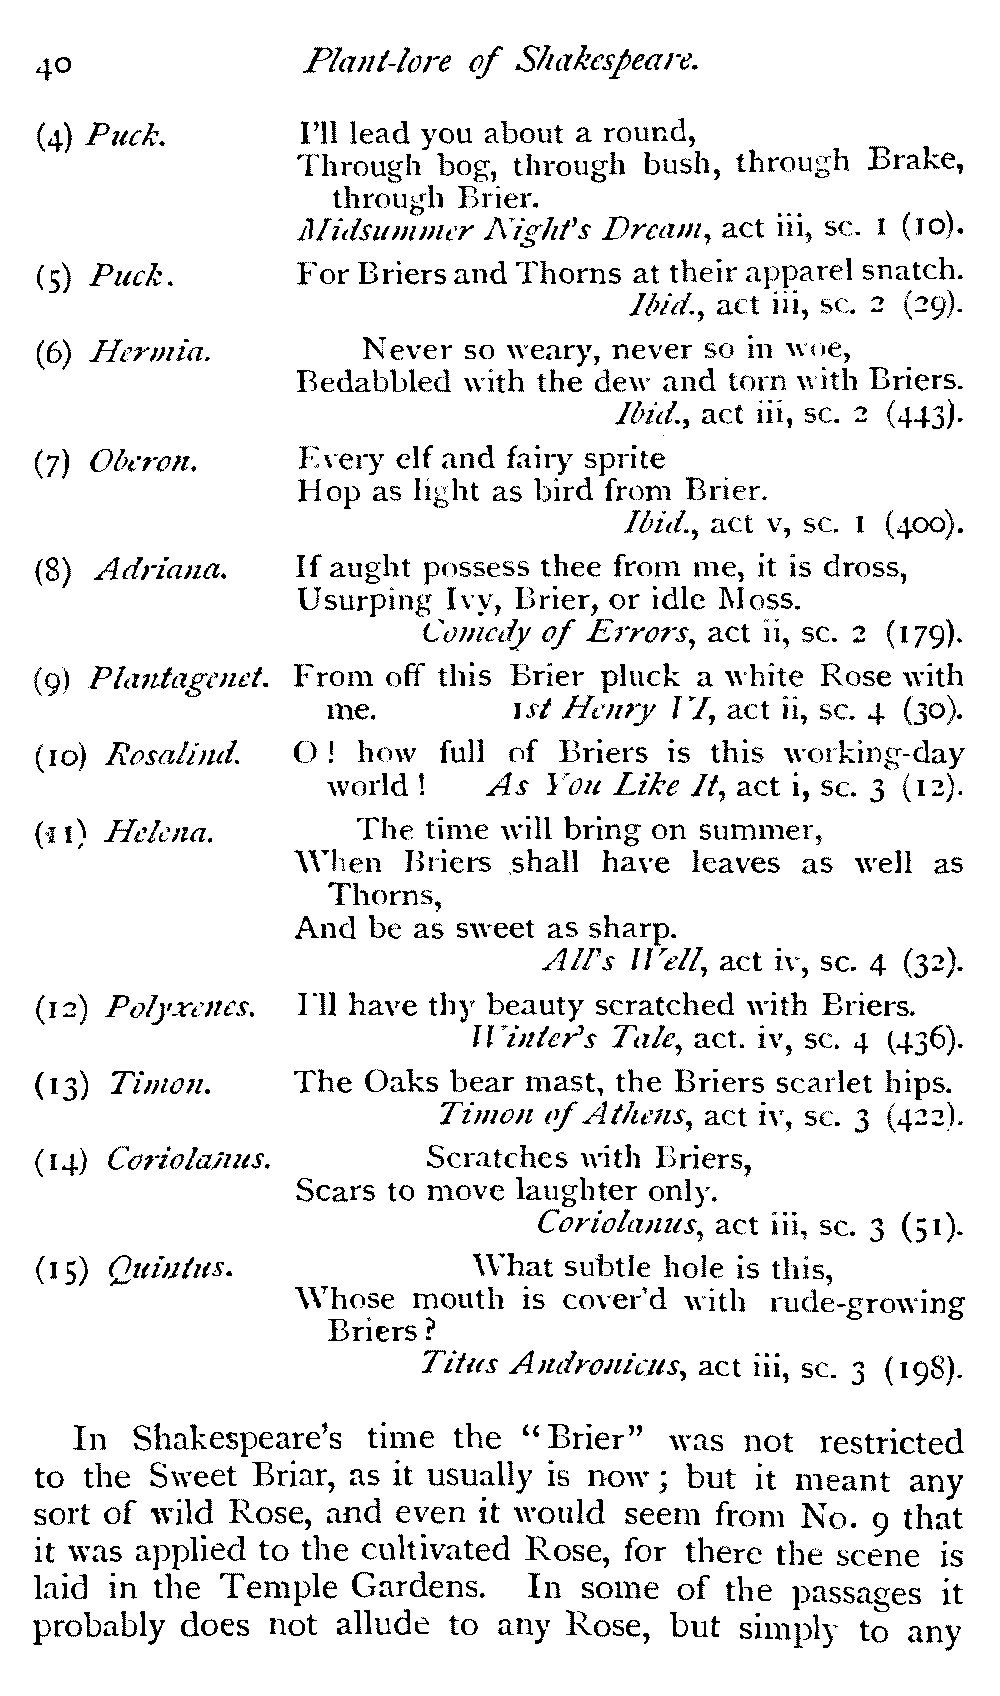 40 Plant-lore of Shakespeare.
(4) Puck. I'll lead you about a round,
Through bog, through bush, through Brake,
through Brier.
Midsummer Night's Dream, act iii, sc. 1 (10).
(5) Puck. For Briers and Thorns at their apparel snatch.
Ibid., act iii, sc. 2 (29).
(6) Hermia. Never so weary, never so in woe,
Bedabbled with the dew and torn with Briers.
Ibid., act iii, sc. 2 (443).
(7) Oberon. Every elf and fairy sprite
Hop as light as bird from Brier.
Ibid., act v, sc. 1 (400).
(8) Adriana. If aught possess thee from me, it is dross,
Usurping Ivy, Brier, or idle Moss.
Comedy of Errors, act ii, sc. 2 (179).
(9) Plantagenet. From off this Brier pluck a white Rose with
me. 1st Henry VI, act ii, sc. 4 (30).
(10) Rosalind. O! how full of Briers is this working-day
world! As You Like It, act i, sc. 3 (12).
(11) Helena. The time will bring on summer,
When Briers shall have leaves as well as
Thorns,
And be as sweet as sharp.
All's Well, act iv, sc. 4 (32).
(12) Polyxenes. I'll have thy beauty scratched with Briers.
Winter's Tale, act. iv, sc. 4 (436).
(13) Timon. The Oaks bear mast, the Briers scarlet hips.
Timon of Athens, act iv, sc. 3 (422).
(14) Coriolanus. Scratches with Briers,
Scars to move laughter only.
Coriolanus, act iii, sc. 3 (51).
(15) Quintus. What subtle hole is this,
Whose mouth is cover'd with rude-growing
Briers?
Titus Andronicus, act iii, sc. 3 (198).
In Shakespeare's time the "Brier" was not restricted
to the Sweet Briar, as it usually is now; but it meant any
sort of wild Rose, and even it would seem from No. 9 that
it was applied to the cultivated Rose, for there the scene is
laid in the Temple Gardens. In some of the passages it
probably does not allude to any Rose, but simply to any